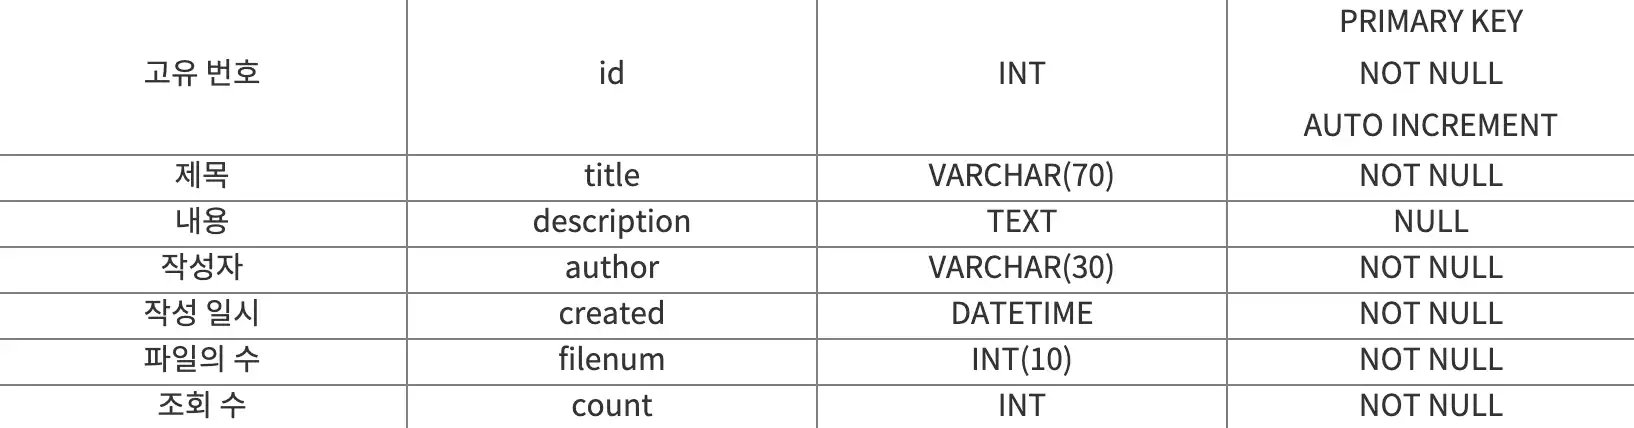 고유 번호 id INT PRIMARY KEY
NOT NULL
AUTO INCREMENT
제목 title VARCHAR(70) NOT NULL
내용 description TEXT NULL
작성자 author VARCHAR(30) NOT NULL
작성 일시 created DATETIME NOT NULL
파일의 수 filenum INT(10) NOT NULL
조회 수 count INT NOT NULL